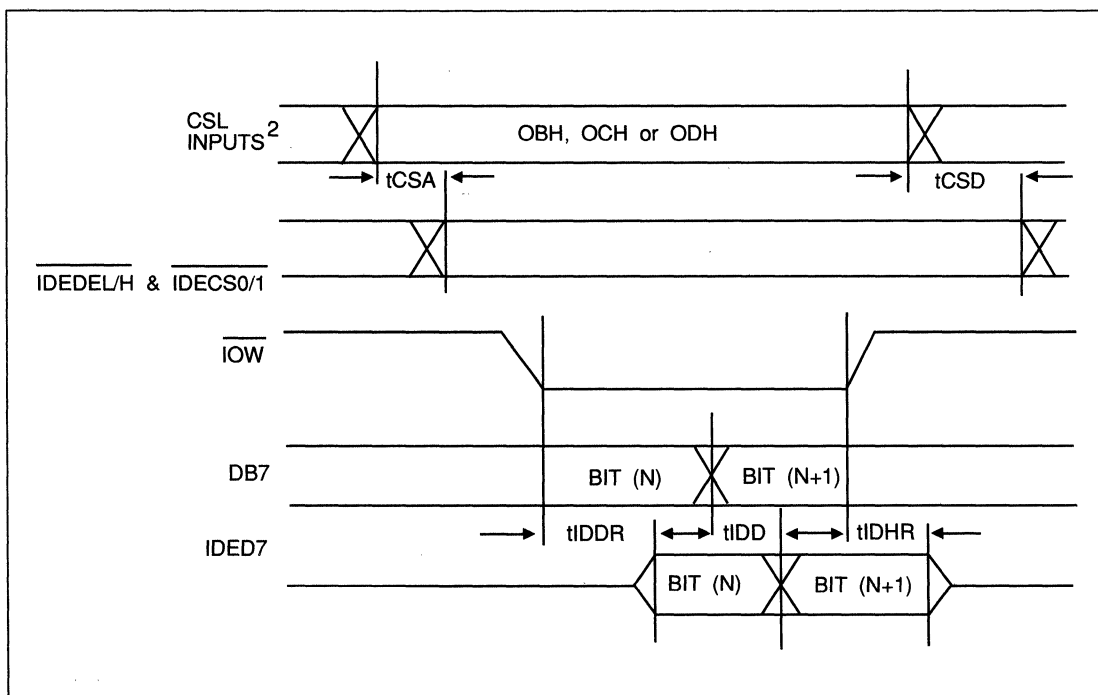 CSL
INPUTS2
OBH, OCH or ODH
tCSA
tCSD
IDEDEL/H & IDECS0/1
IOW
DB7
BIT (N)
BIT (N+1)
IDED7
tIDDR
tIDD
tIDHR
BIT (N)
BIT (N+1)